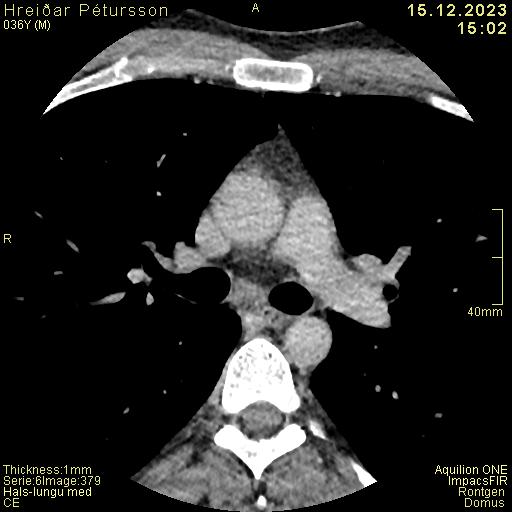 Hreiðar Pétursson
036Y (M)
A
15.12.2023
15:02
R
40mm
Thickness:1mm
Serie:6Image:379
Hals-lungu med
CE
Aquilion ONE
ImpacsFIR
Rontgen
Domus